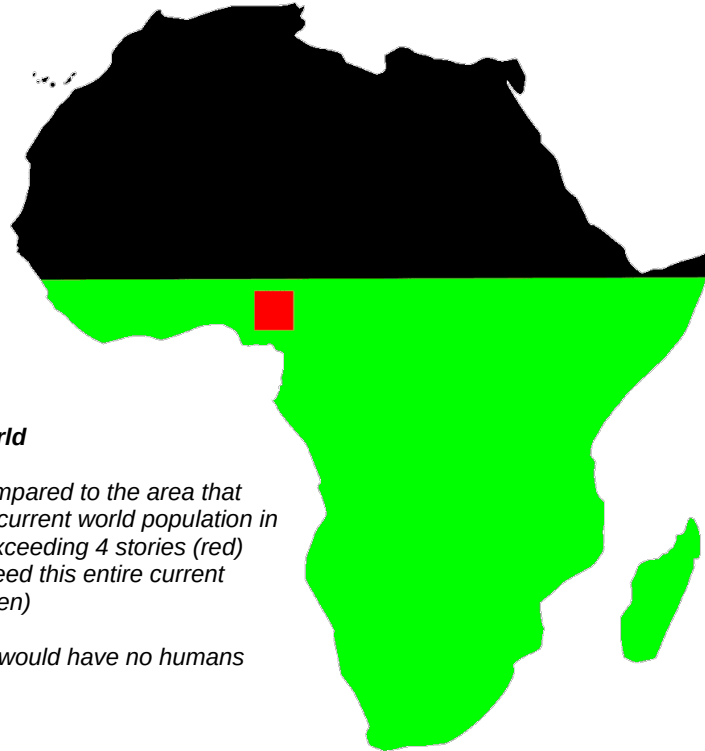 rld
mpared to the area that
current world population in
xceeding 4 stories (red)
eed this entire current
en)
would have no humans